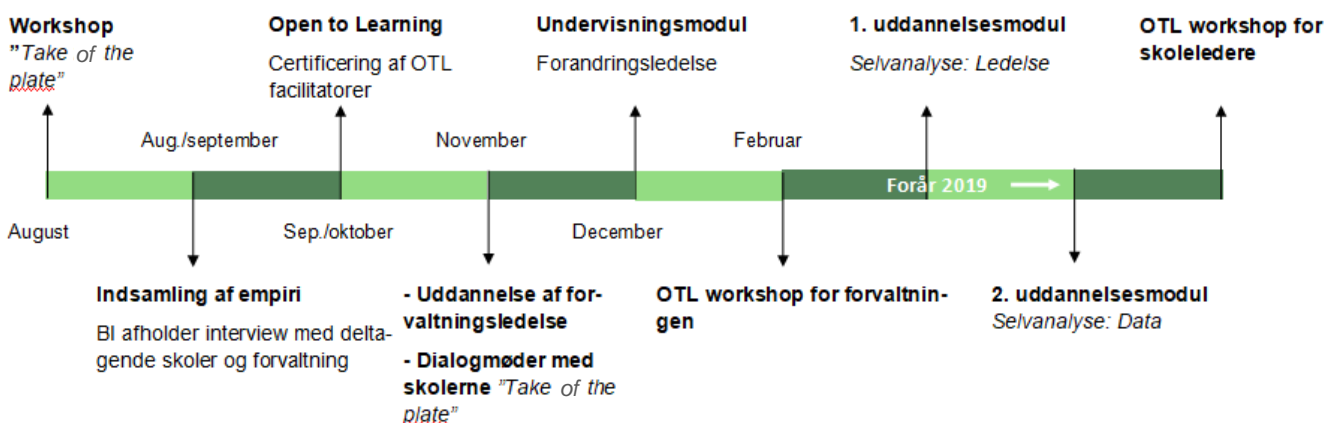 Workshop
”Take of the
plate”
Open to Learning
Certificering af OTL
facilitatorer
Undervisningsmodul
Forandringsledelse
1. uddannelsesmodul
Selvanalyse: Ledelse
OTL workshop for
skoleledere
Aug./september
November
Februar
Forår 2019
August
Sep./oktober
December
Indsamling af empiri
BI afholder interview med delta-
gende skoler og forvaltning
- Uddannelse af for-
valtningsledelse
- Dialogmøder med
skolerne ”Take of the
plate”
OTL workshop for forvaltnin-
gen
2. uddannelsesmodul
Selvanalyse: Data